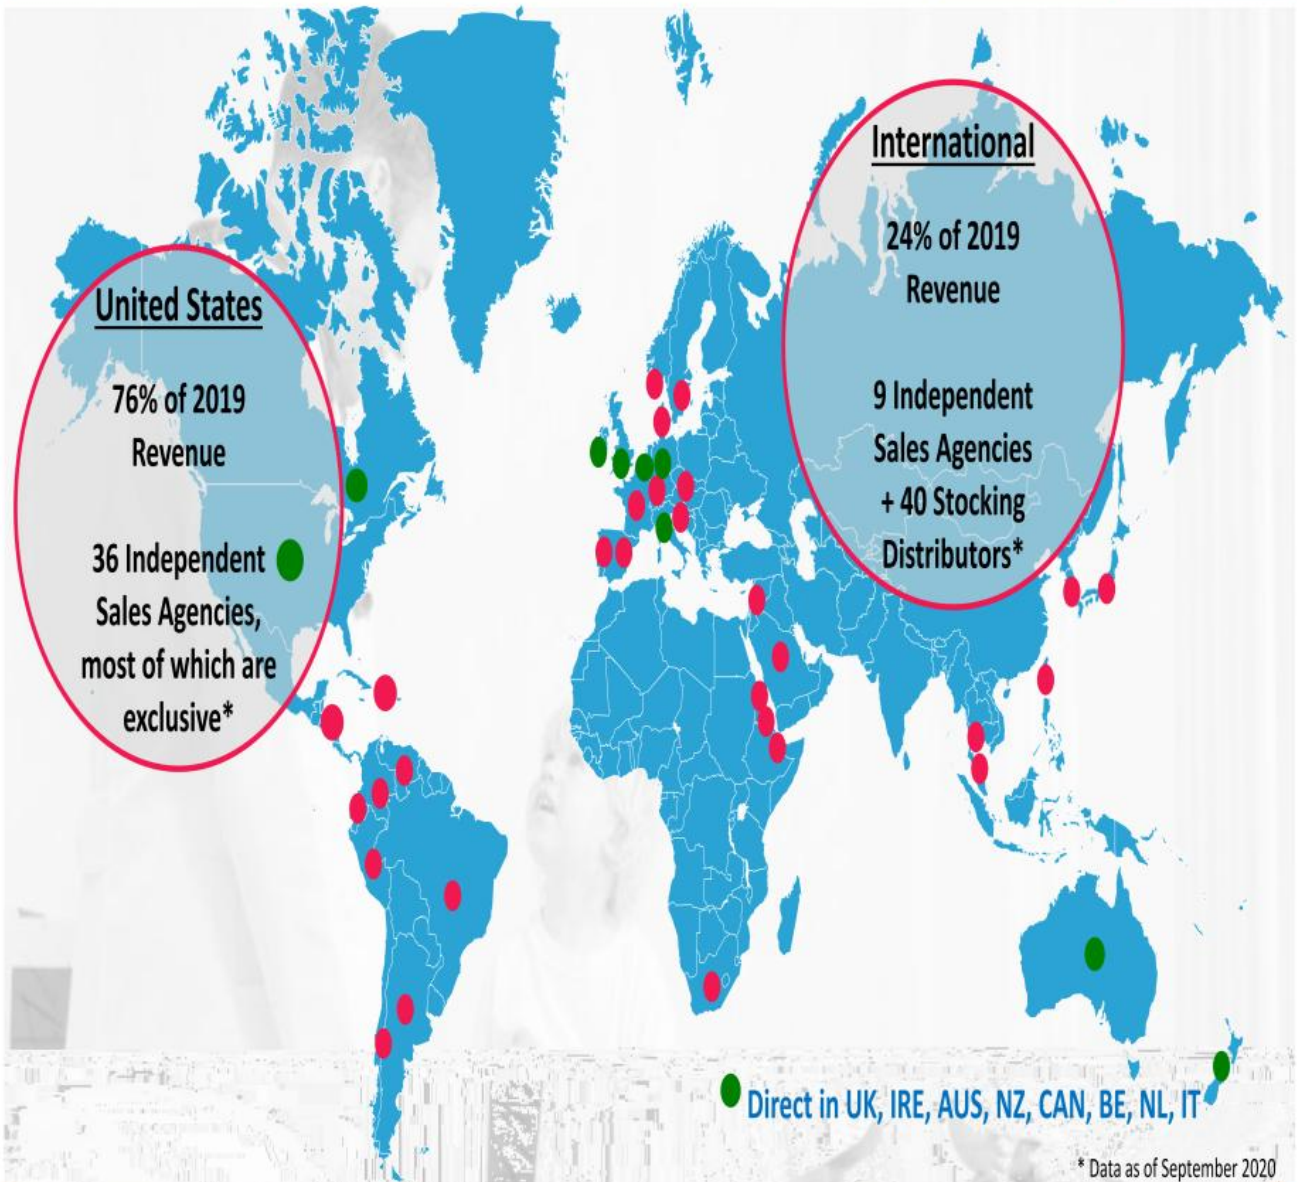 United States
76% of 2019
Revenue
36 Independent
Sales Agencies,
most of which are
exclusive*
International
24% of 2019
Revenue
9 Independent
Sales Agencies
+ 40 Stocking
Distributors*
Direct in UK, IRE, AUS, NZ, CAN, BE, NL, IT
* Data as of September 2020